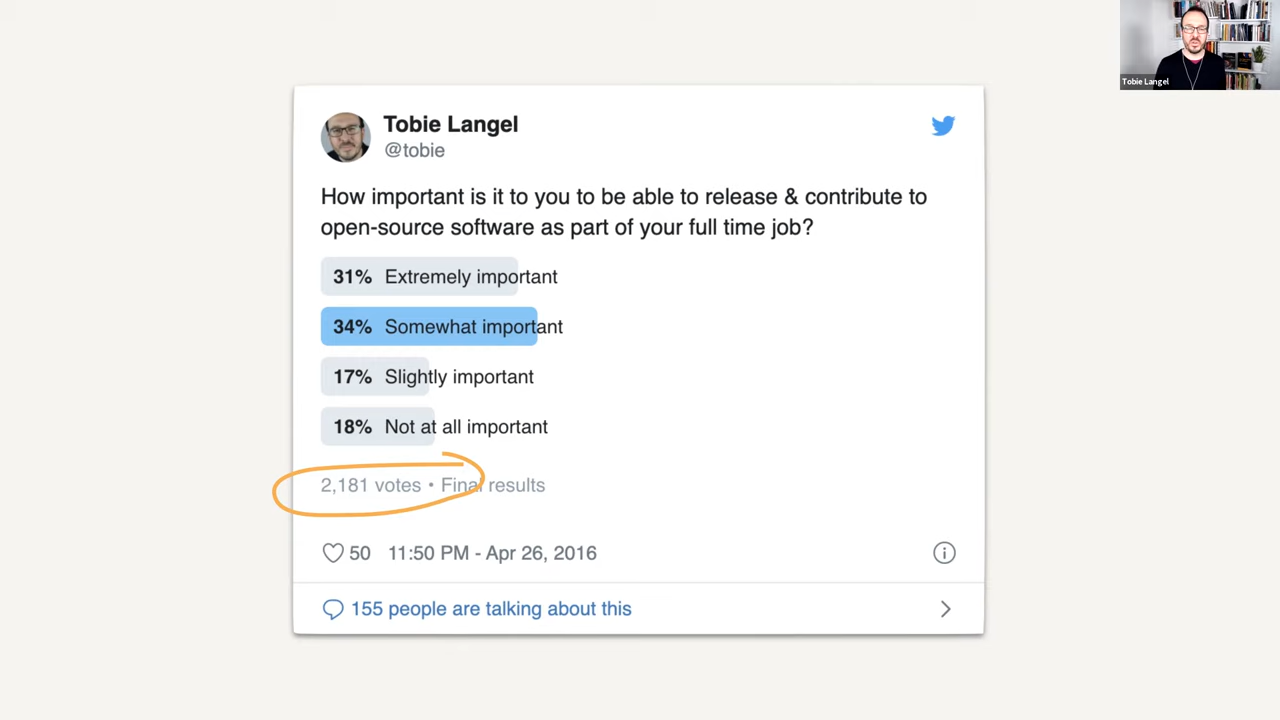 Tobie Langel
Tobie Langel
@tobie
How important is it to you to be able to release & contribute to
open-source software as part of your full time job?
31% Extremely important
34% Somewhat important
17% Slightly important
18% Not at all important
2,181 votes • Final results
50 11:50 PM - Apr 26, 2016
155 people are talking about this